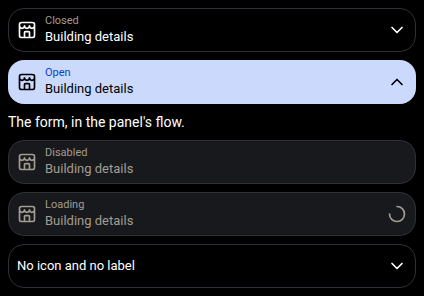 Closed
Building details
Open
Building details
The form, in the panel's flow.
Disabled
Building details
Loading
Building details
No icon and no label